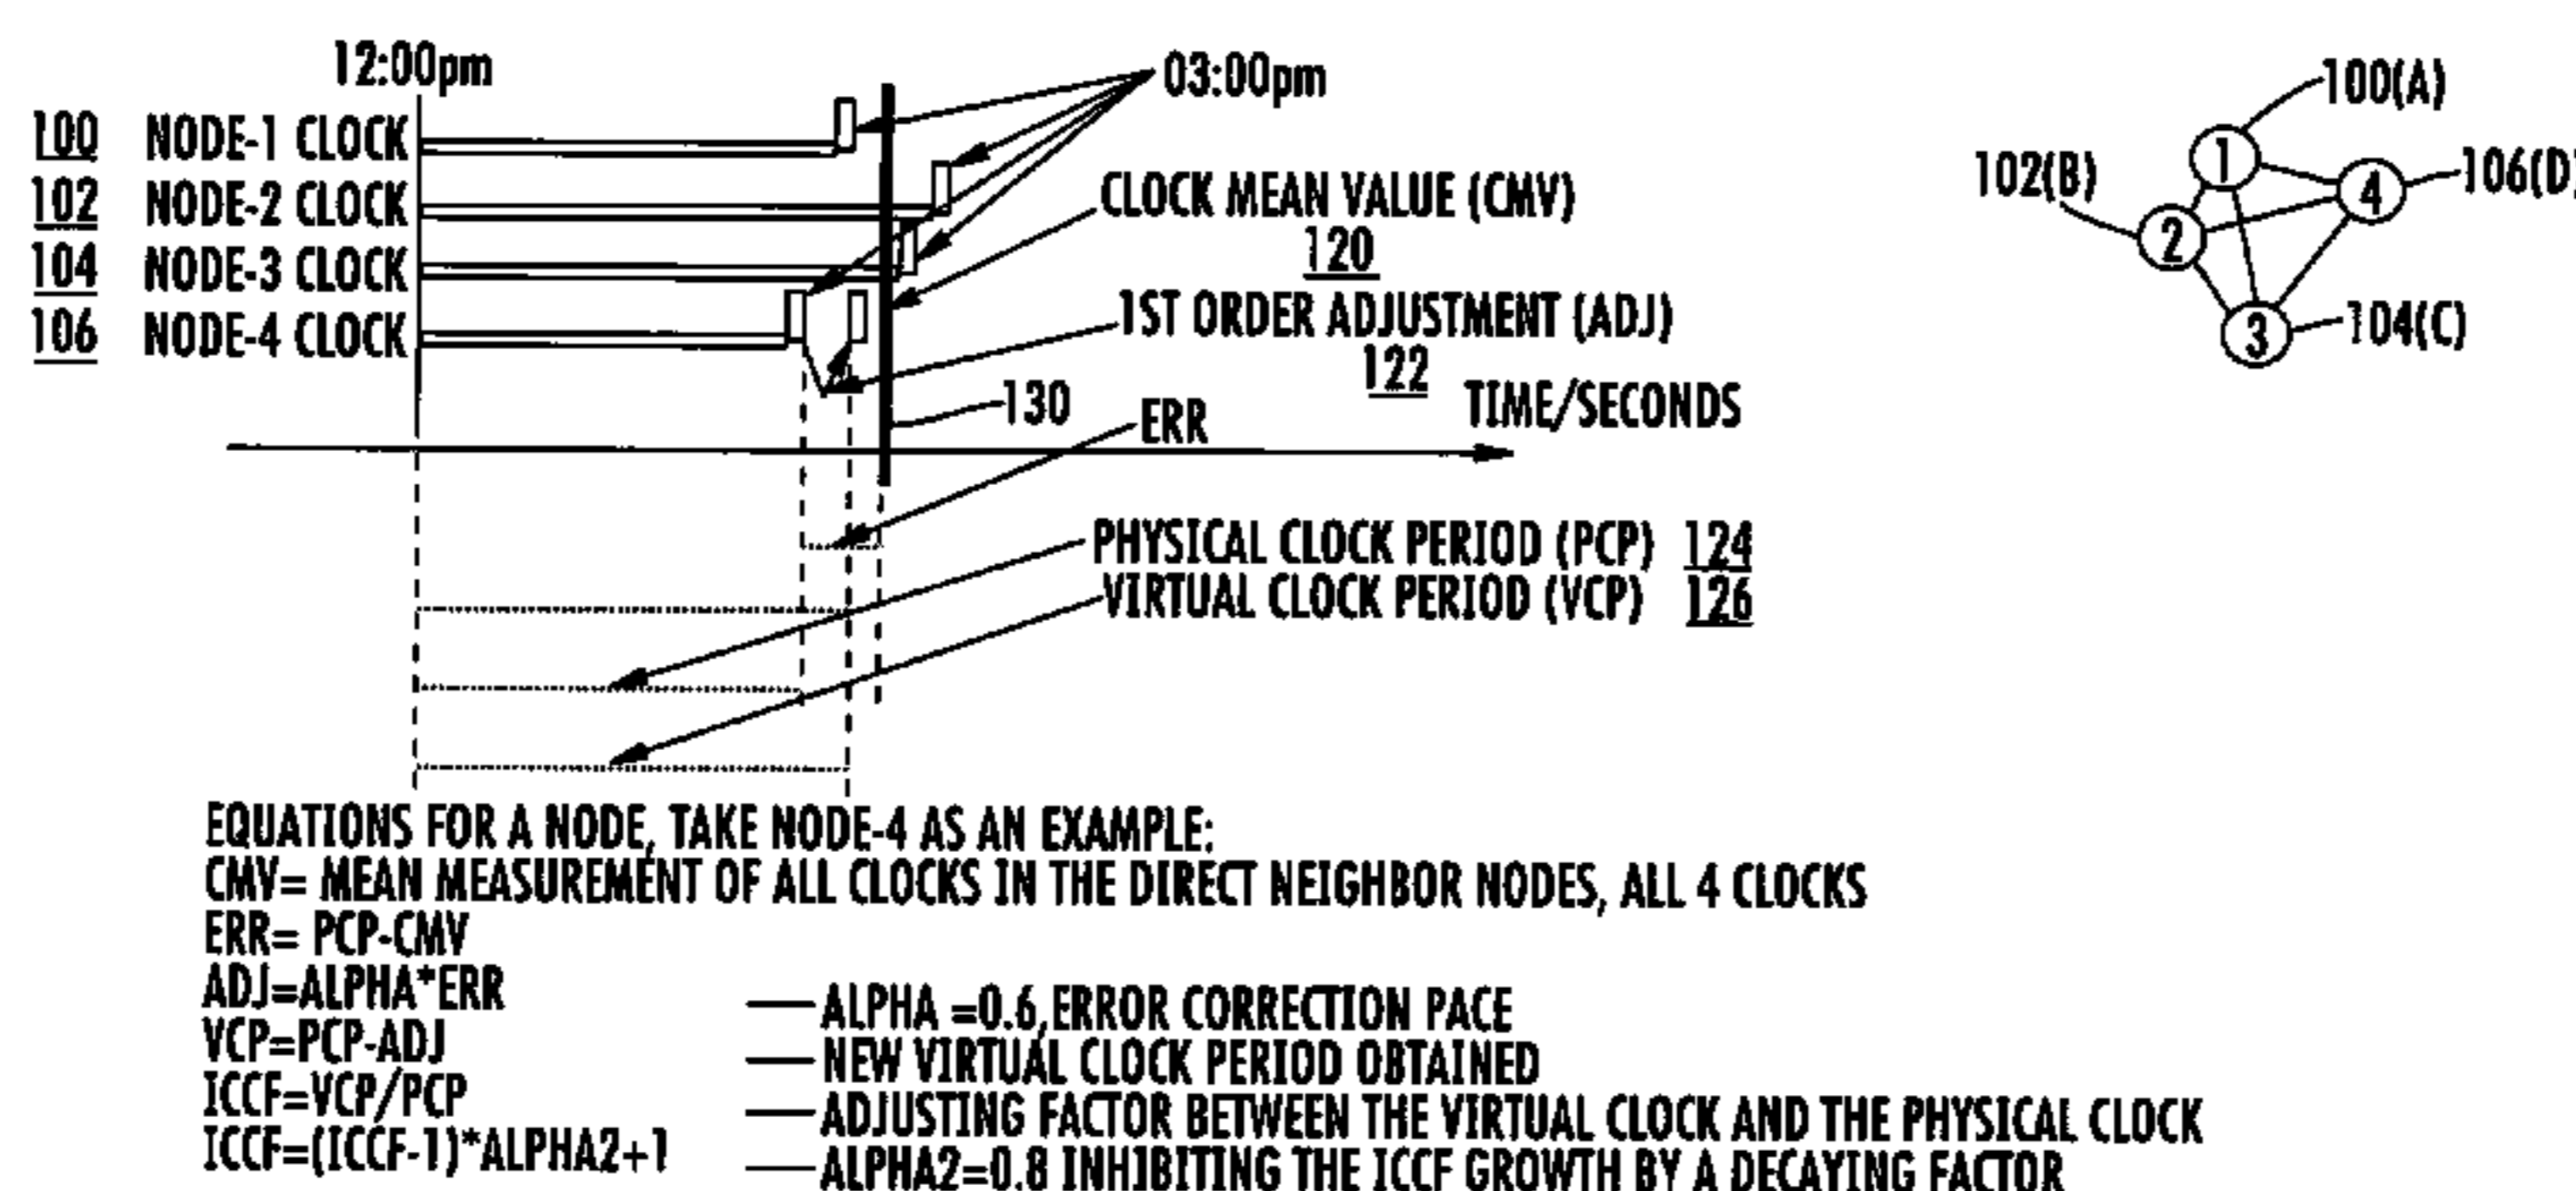 12:00pm
03:00pm
100 NODE-1 CLOCK
102 NODE-2 CLOCK
104 NODE-3 CLOCK
106 NODE-4 CLOCK
CLOCK MEAN VALUE (CMV)
120
1ST ORDER ADJUSTMENT (ADJ)
122
130
ERR
TIME/SECONDS
PHYSICAL CLOCK PERIOD (PCP) 124
VIRTUAL CLOCK PERIOD (VCP) 126
100(A)
102(B)
106(D)
104(C)
1
2
3
4
EQUATIONS FOR A NODE, TAKE NODE-4 AS AN EXAMPLE:
CMV= MEAN MEASUREMENT OF ALL CLOCKS IN THE DIRECT NEIGHBOR NODES, ALL 4 CLOCKS
ERR= PCP-CMV
ADJ=ALPHA*ERR
VCP=PCP-ADJ
ICCF=VCP/PCP
ICCF=(ICCF-1)*ALPHA2+1
ALPHA =0.6,ERROR CORRECTION PACE
NEW VIRTUAL CLOCK PERIOD OBTAINED
ADJUSTING FACTOR BETWEEN THE VIRTUAL CLOCK AND THE PHYSICAL CLOCK
ALPHA2=0.8 INHIBITING THE ICCF GROWTH BY A DECAYING FACTOR